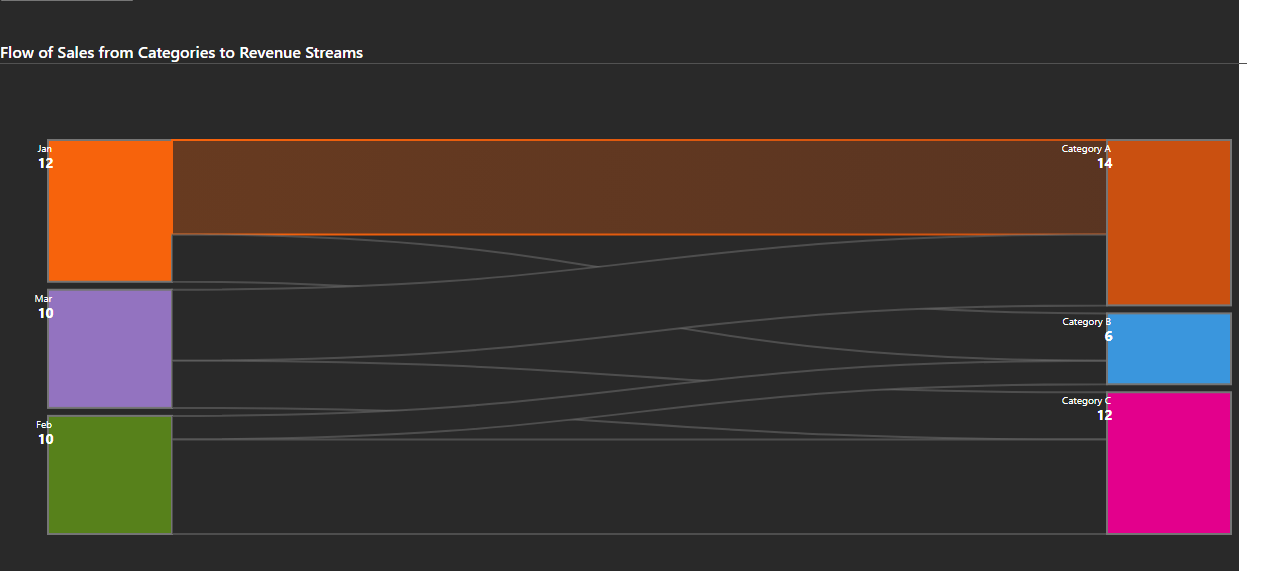 Flow of Sales from Categories to Revenue Streams
Jan
12
Category A
14
Mar
10
Category B
6
Category C
12
Feb
10